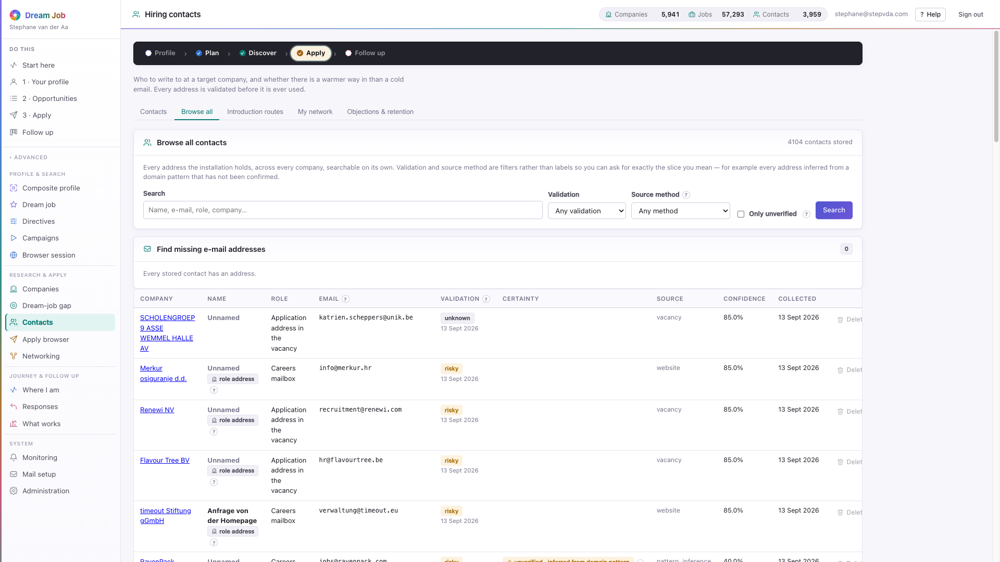 Dream Job
Stephane van der Aa
DO THIS
Start here
1 · Your profile
2 · Opportunities
3 · Apply
Follow up
ADVANCED
PROFILE & SEARCH
Composite profile
Dream job
Directives
Campaigns
Browser session
RESEARCH & APPLY
Companies
Dream-job gap
Contacts
Apply browser
Networking
JOURNEY & FOLLOW UP
Where I am
Responses
What works
SYSTEM
Monitoring
Mail setup
Administration
Hiring contacts
Companies 5,941 Jobs 57,293 Contacts 3,959
stephane@stepvda.com
? Help
Sign out
Profile › Plan › Discover › Apply › Follow up
Who to write to at a target company, and whether there is a warmer way in than a cold
email. Every address is validated before it is ever used.
Contacts Browse all Introduction routes My network Objections & retention
Browse all contacts
4104 contacts stored
Every address the installation holds, across every company, searchable on its own. Validation and source method are filters rather than labels so you can ask for exactly the slice you mean — for example every address inferred from a
domain pattern that has not been confirmed.
Search
Name, e-mail, role, company...
Validation
Any validation
Source method ?
Any method
Only unverified ?
Search
Find missing e-mail addresses
0
Every stored contact has an address.
COMPANY NAME ROLE EMAIL ? VALIDATION ? CERTAINTY SOURCE CONFIDENCE COLLECTED
SCHOLENGROEP
9 ASSE
WEMMEL HALLE
AV
Unnamed
Application
address in
the
vacancy
katrien.scheppers@unik.be
unknown
13 Sept 2026
vacancy
85.0%
13 Sept 2026
Delet
Merkur
osiguranje d.d.
Unnamed
role address
?
Careers
mailbox
info@merkur.hr
risky
13 Sept 2026
website
85.0%
13 Sept 2026
Delet
Renewi NV
Unnamed
role address
?
Application
address in
the
vacancy
recruitment@renewi.com
risky
13 Sept 2026
vacancy
85.0%
13 Sept 2026
Delet
Flavour Tree BV
Unnamed
role address
?
Application
address in
the
vacancy
hr@flavourtree.be
risky
13 Sept 2026
vacancy
85.0%
13 Sept 2026
Delet
timeout Stiftung
gGmbH
Anfrage von
der Homepage
role address
?
Careers
mailbox
verwaltung@timeout.eu
risky
13 Sept 2026
website
85.0%
13 Sept 2026
Delet
RavenPack
Unnamed
Careers
jobs@ravenpack.com
risky
unverified · inferred from domain pattern
pattern_inference
40.0%
13 Sept 2026